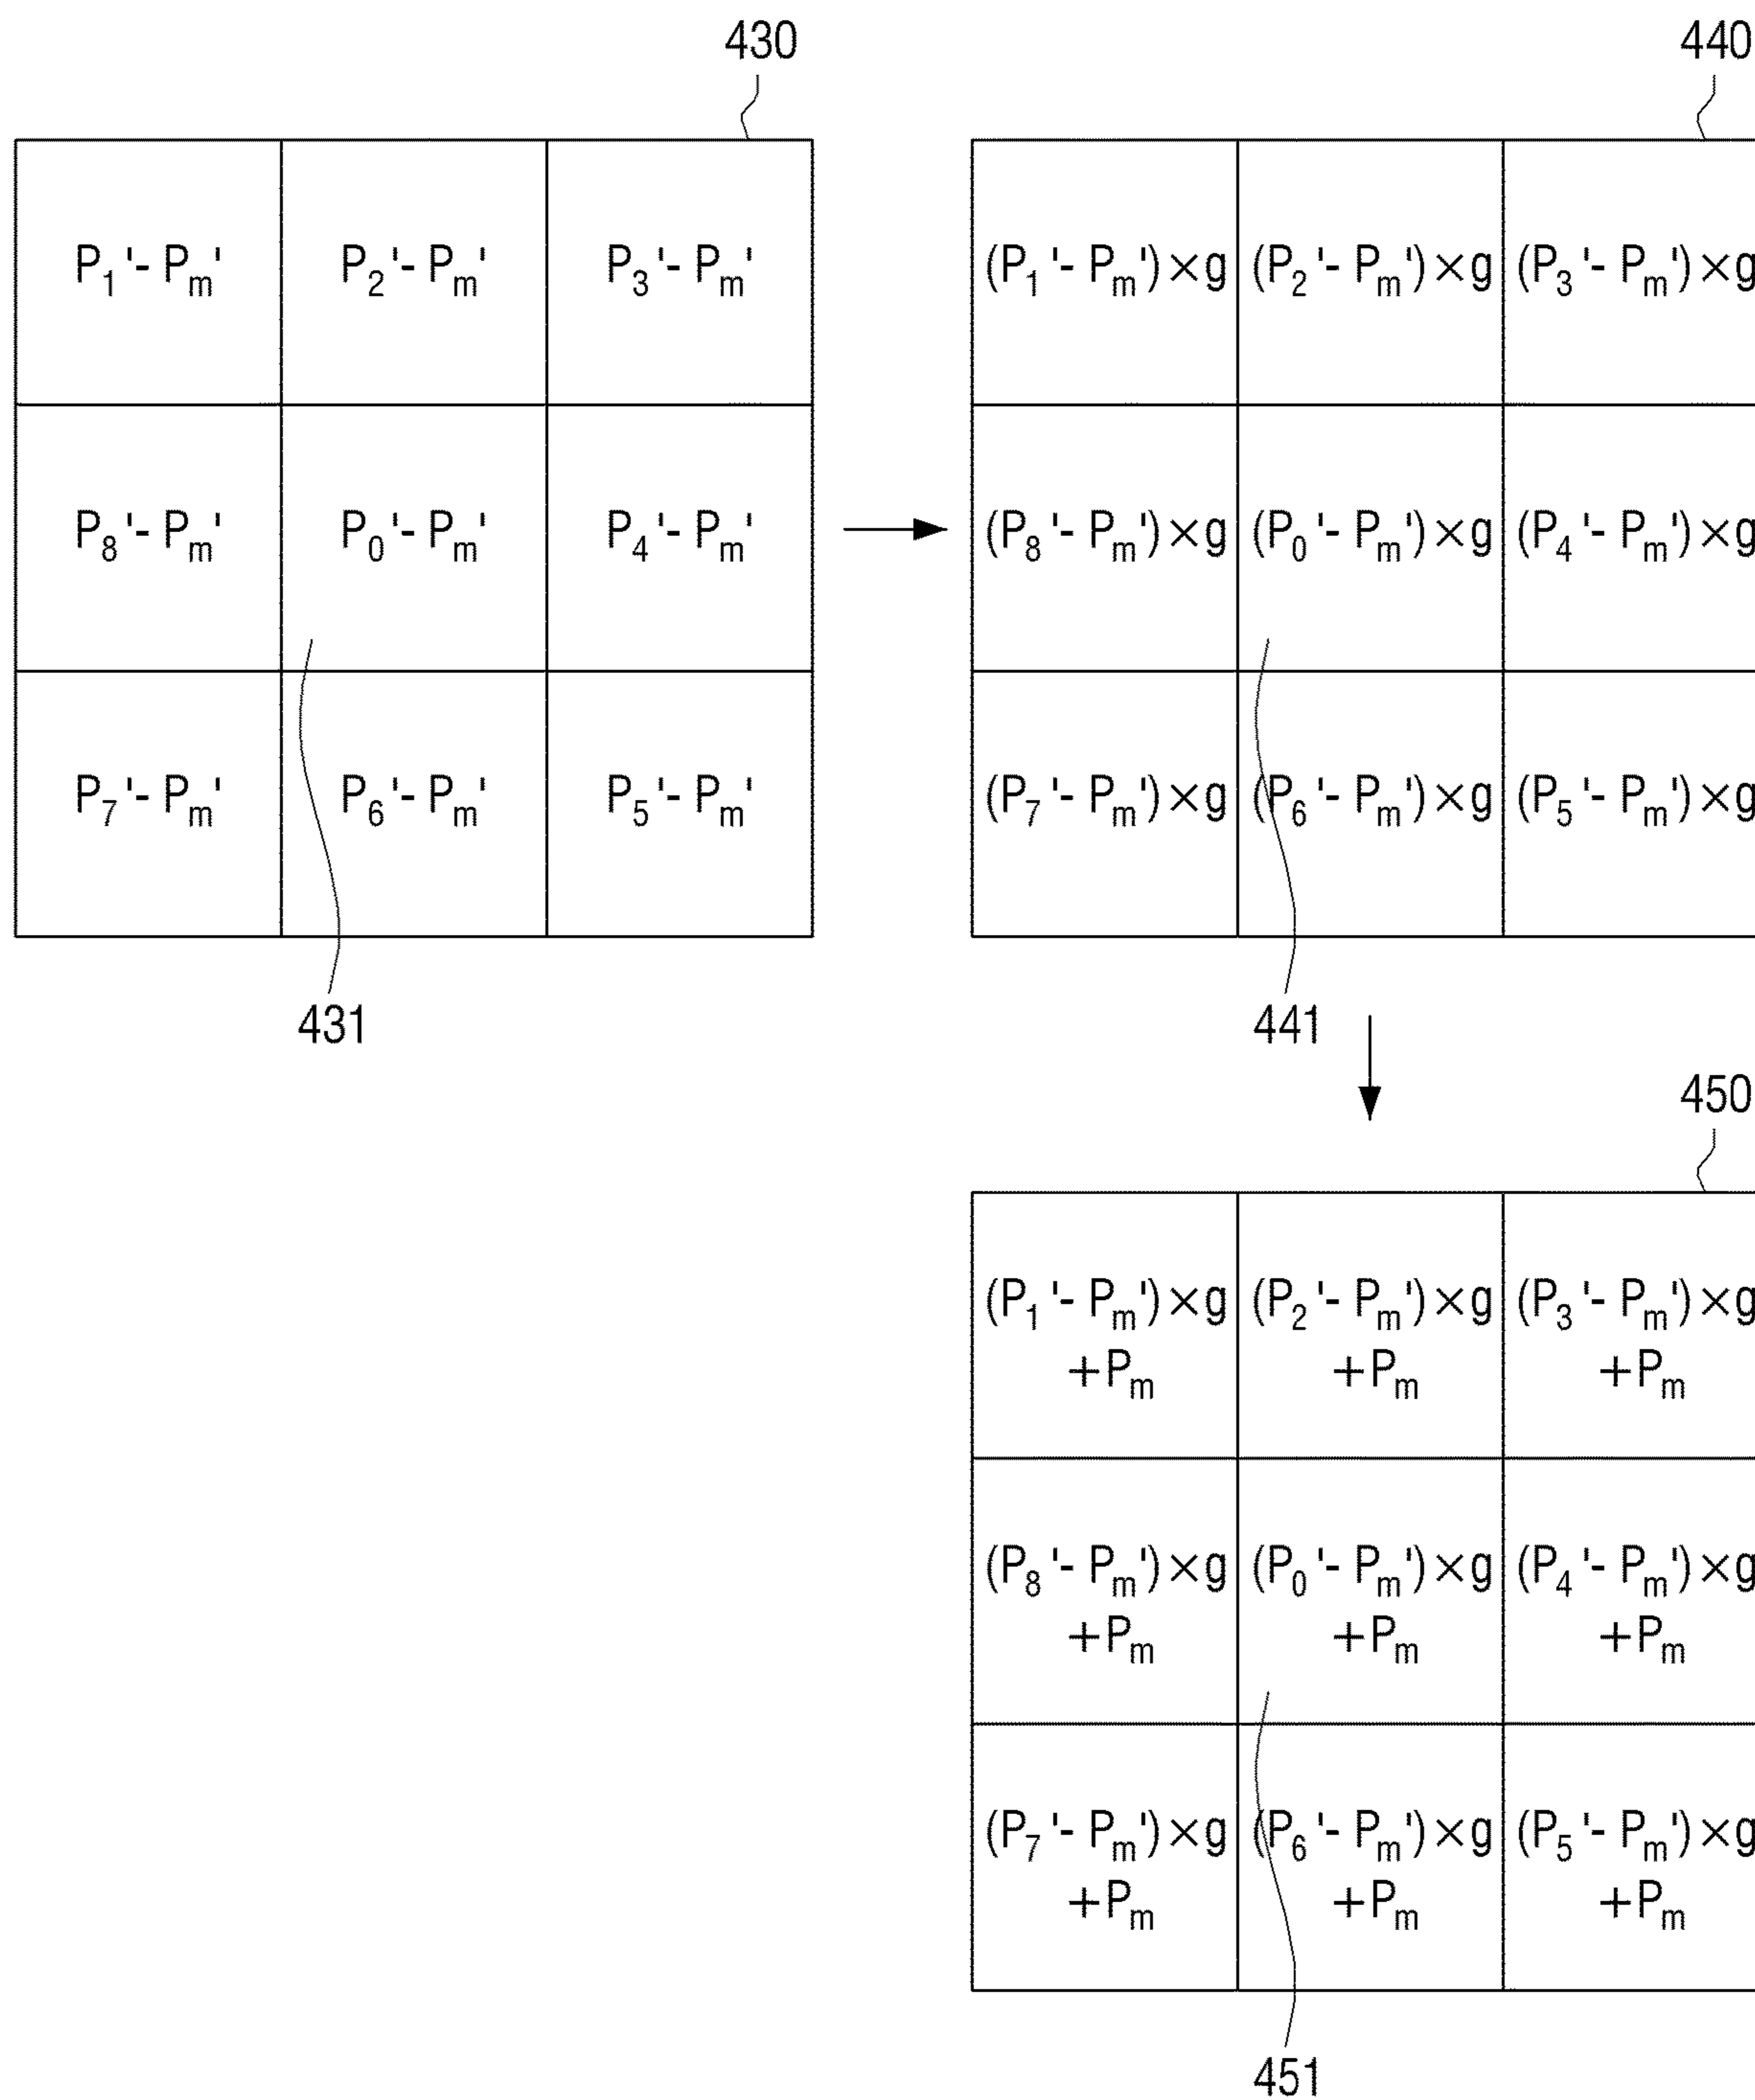 430 440
P1'- Pm' P2'- Pm' P3'- Pm'
(P1'- Pm')×g (P2'- Pm')×g (P3'- Pm')×g
P8'- Pm' P0'- Pm' P4'- Pm'
(P8'- Pm')×g (P0'- Pm')×g (P4'- Pm')×g
P7'- Pm' P6'- Pm' P5'- Pm'
(P7'- Pm')×g (P6'- Pm')×g (P5'- Pm')×g
431 441
450
(P1'- Pm')×g (P2'- Pm')×g (P3'- Pm')×g
+Pm +Pm +Pm
(P8'- Pm')×g (P0'- Pm')×g (P4'- Pm')×g
+Pm +Pm +Pm
(P7'- Pm')×g (P6'- Pm')×g (P5'- Pm')×g
+Pm +Pm +Pm
451